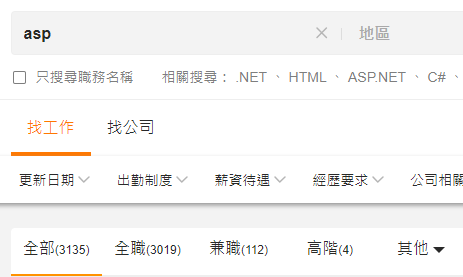 asp 地區
只搜尋職務名稱 相關搜尋： .NET 、 HTML 、 ASP.NET 、 C# 、
找工作 找公司
更新日期 出勤制度 薪資待遇 經歷要求 公司相關
全部(3135) 全職(3019) 兼職(112) 高階(4) 其他